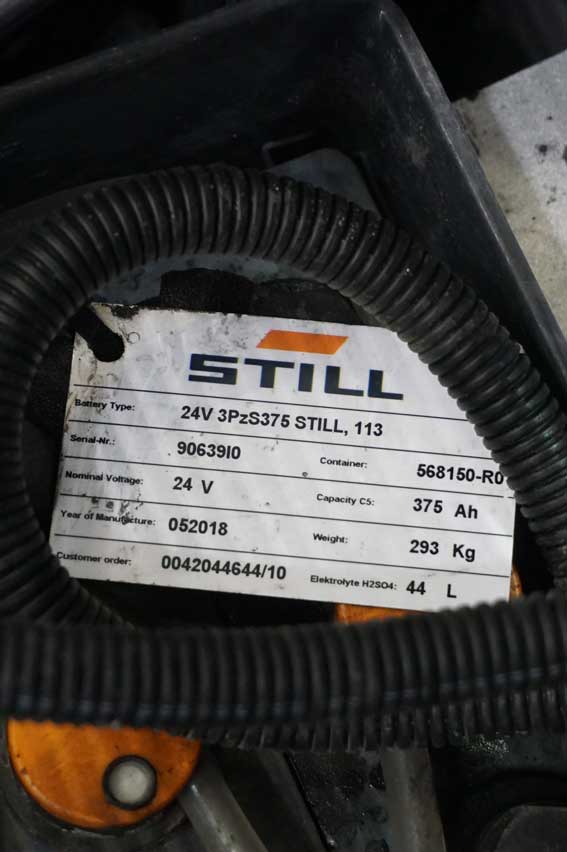 STILL
Battery Type: 24V 3PzS375 STILL, 113
Serial-Nr.: 90639I0 Container: 568150-R0
Nominal Voltage: 24 V Capacity C5: 375 Ah
Year of Manufacture: 052018 Weight: 293 Kg
Customer order: 0042044644/10 Elektrolyte H2SO4: 44 L